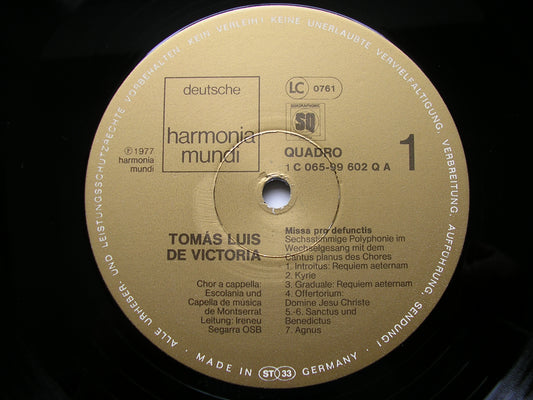 ALLE URHEBER- UND LEISTUNGSSCHUTZRECHTE VORBEHALTEN · KEIN VERLEIH! KEINE UNERLAUBTE VERVIELFÄLTIGUNG, VERBREITUNG, AUFFÜHRUNG, SENDUNG!
deutsche
harmonia
mundi
℗ 1977
harmonia
mundi
LC 0761
QUADRAPHONIC
SQ
QUADRO
1 C 065-99 602 Q A
1
TOMÁS LUIS
DE VICTORIA
Chor a cappella:
Escolania und
Capella de musica
de Montserrat
Leitung: Ireneu
Segarra OSB
Missa pro defunctis
Sechsstimmige Polyphonie im
Wechselgesang mit dem
Cantus planus des Chores
1. Introitus: Requiem aeternam
2. Kyrie
3. Graduale: Requiem aeternam
4. Offertorium:
Domine Jesu Christe
5.-6. Sanctus und
Benedictus
7. Agnus
· MADE IN GERMANY ·
ST 33